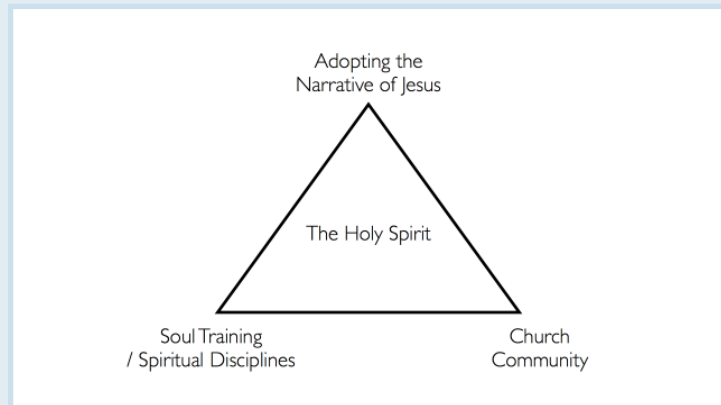 Adopting the
Narrative of Jesus
The Holy Spirit
Soul Training
/ Spiritual Disciplines
Church
Community